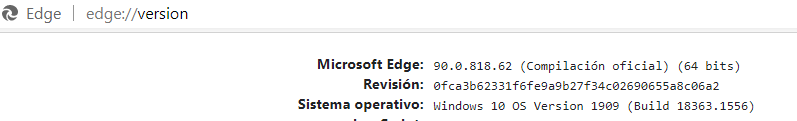 Edge | edge://version
Microsoft Edge: 90.0.818.62 (Compilación oficial) (64 bits)
Revisión: 0fca3b62331f6fe9a9b27f34c02690655a8c06a2
Sistema operativo: Windows 10 OS Version 1909 (Build 18363.1556)